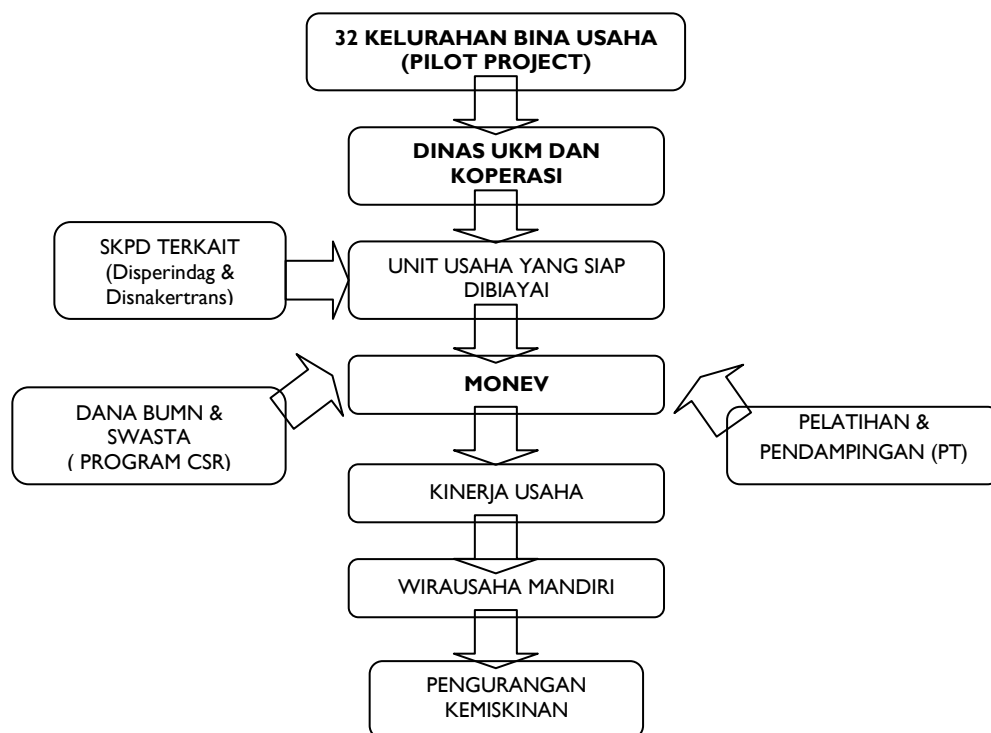 32 KELURAHAN BINA USAHA
(PILOT PROJECT)
DINAS UKM DAN
KOPERASI
SKPD TERKAIT
(Disperindag &
Disnakertrans)
UNIT USAHA YANG SIAP
DIBIAYAI
MONEV
DANA BUMN &
SWASTA
( PROGRAM CSR)
PELATIHAN &
PENDAMPINGAN (PT)
KINERJA USAHA
WIRAUSAHA MANDIRI
PENGURANGAN
KEMISKINAN